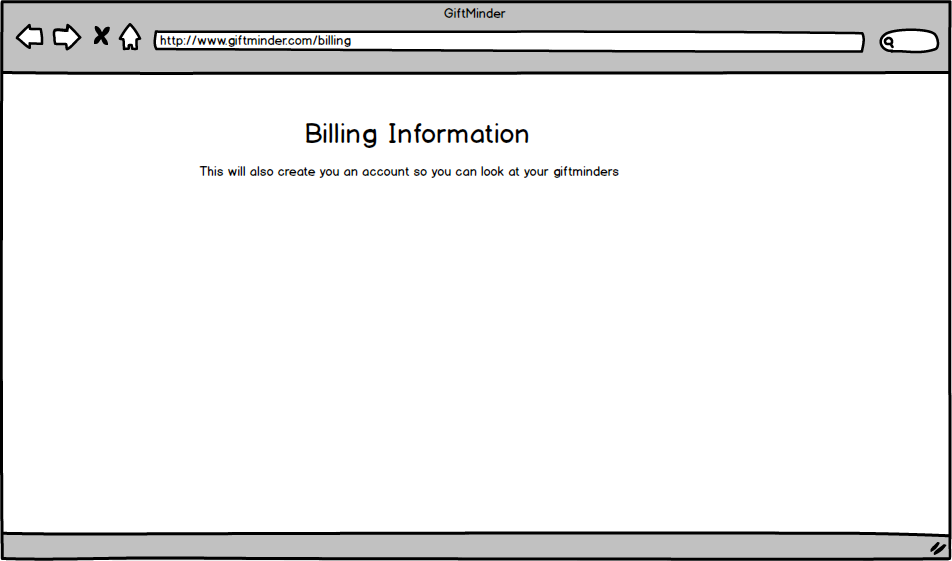 GiftMinder
http://www.giftminder.com/billing
Billing Information
This will also create you an account so you can look at your giftminders